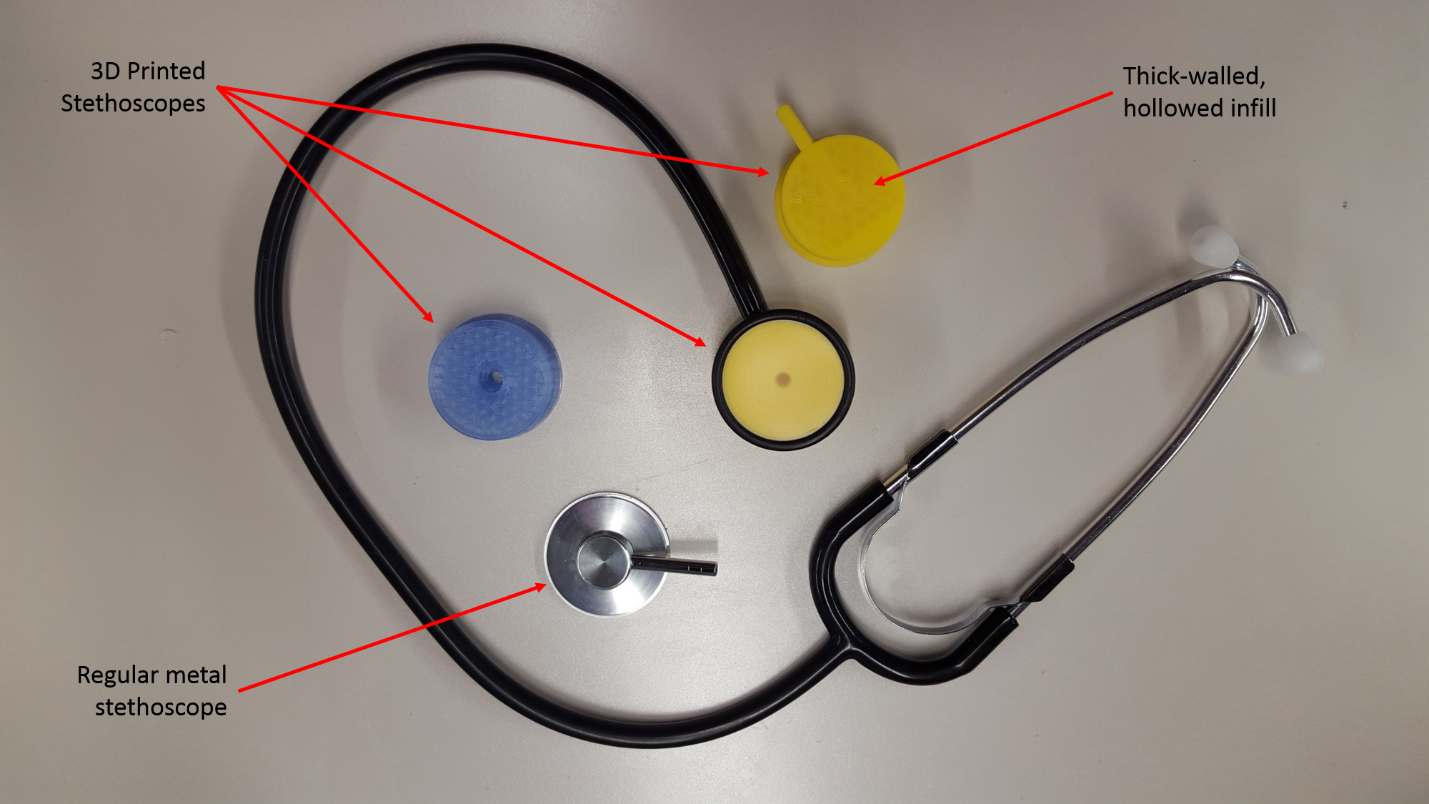 3D Printed
Stethoscopes
Thick-walled,
hollowed infill
Regular metal
stethoscope